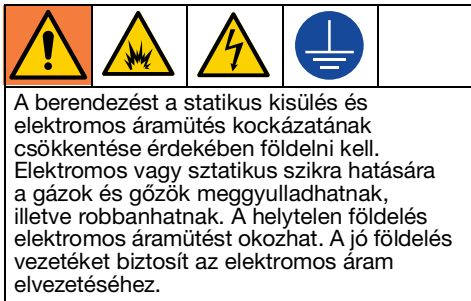 A berendezést a statikus kisülés és
elektromos áramütés kockázatának
csökkentése érdekében földelni kell.
Elektromos vagy sztatikus szikra hatására
a gázok és gőzök meggyulladhatnak,
illetve robbanhatnak. A helytelen földelés
elektromos áramütést okozhat. A jó földelés
vezetéket biztosít az elektromos áram
elvezetéséhez.